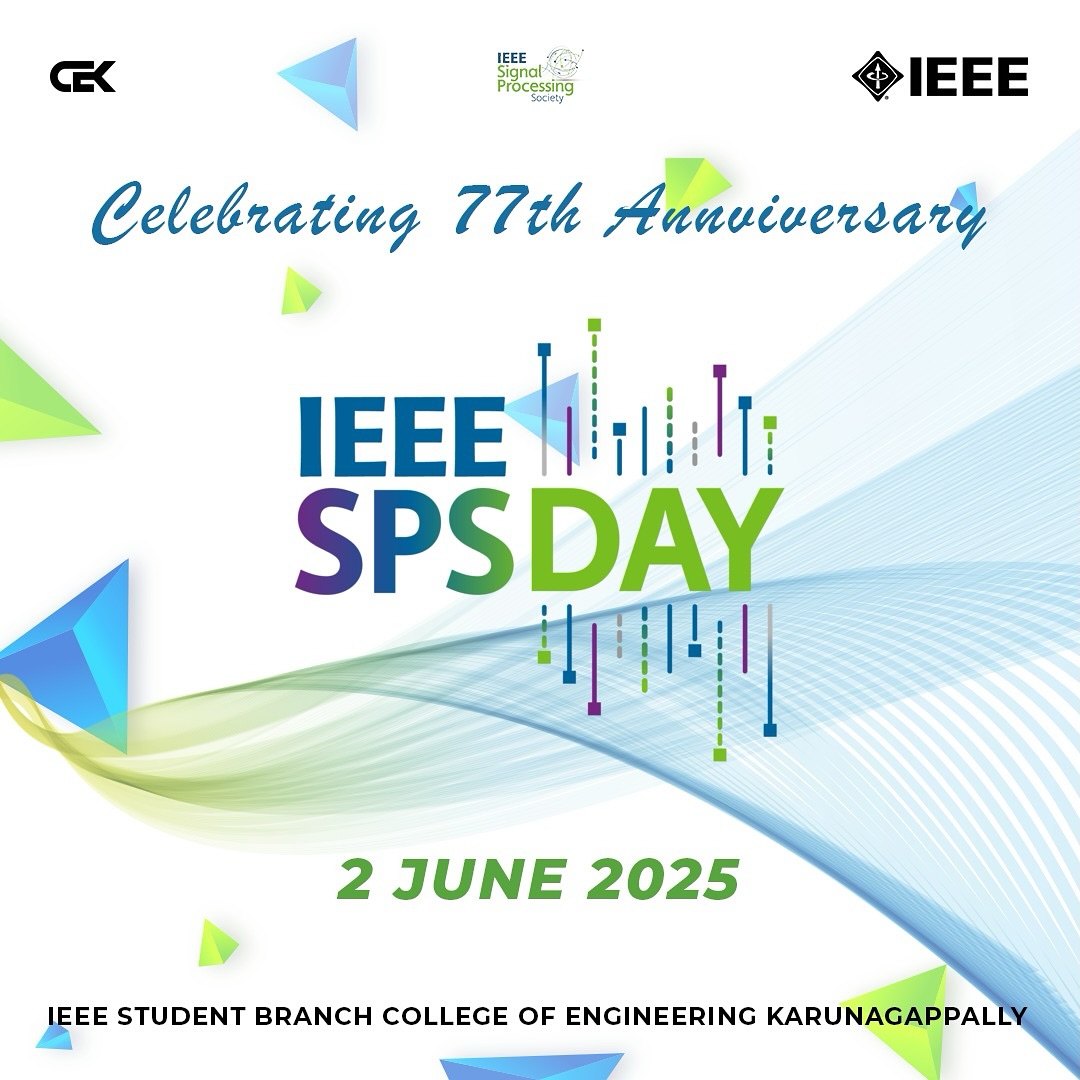 CEK
IEEE
Signal
Processing
Society
IEEE
Celebrating 77th Annviversary
IEEE
SPSDAY
2 JUNE 2025
IEEE STUDENT BRANCH COLLEGE OF ENGINEERING KARUNAGAPPALLY